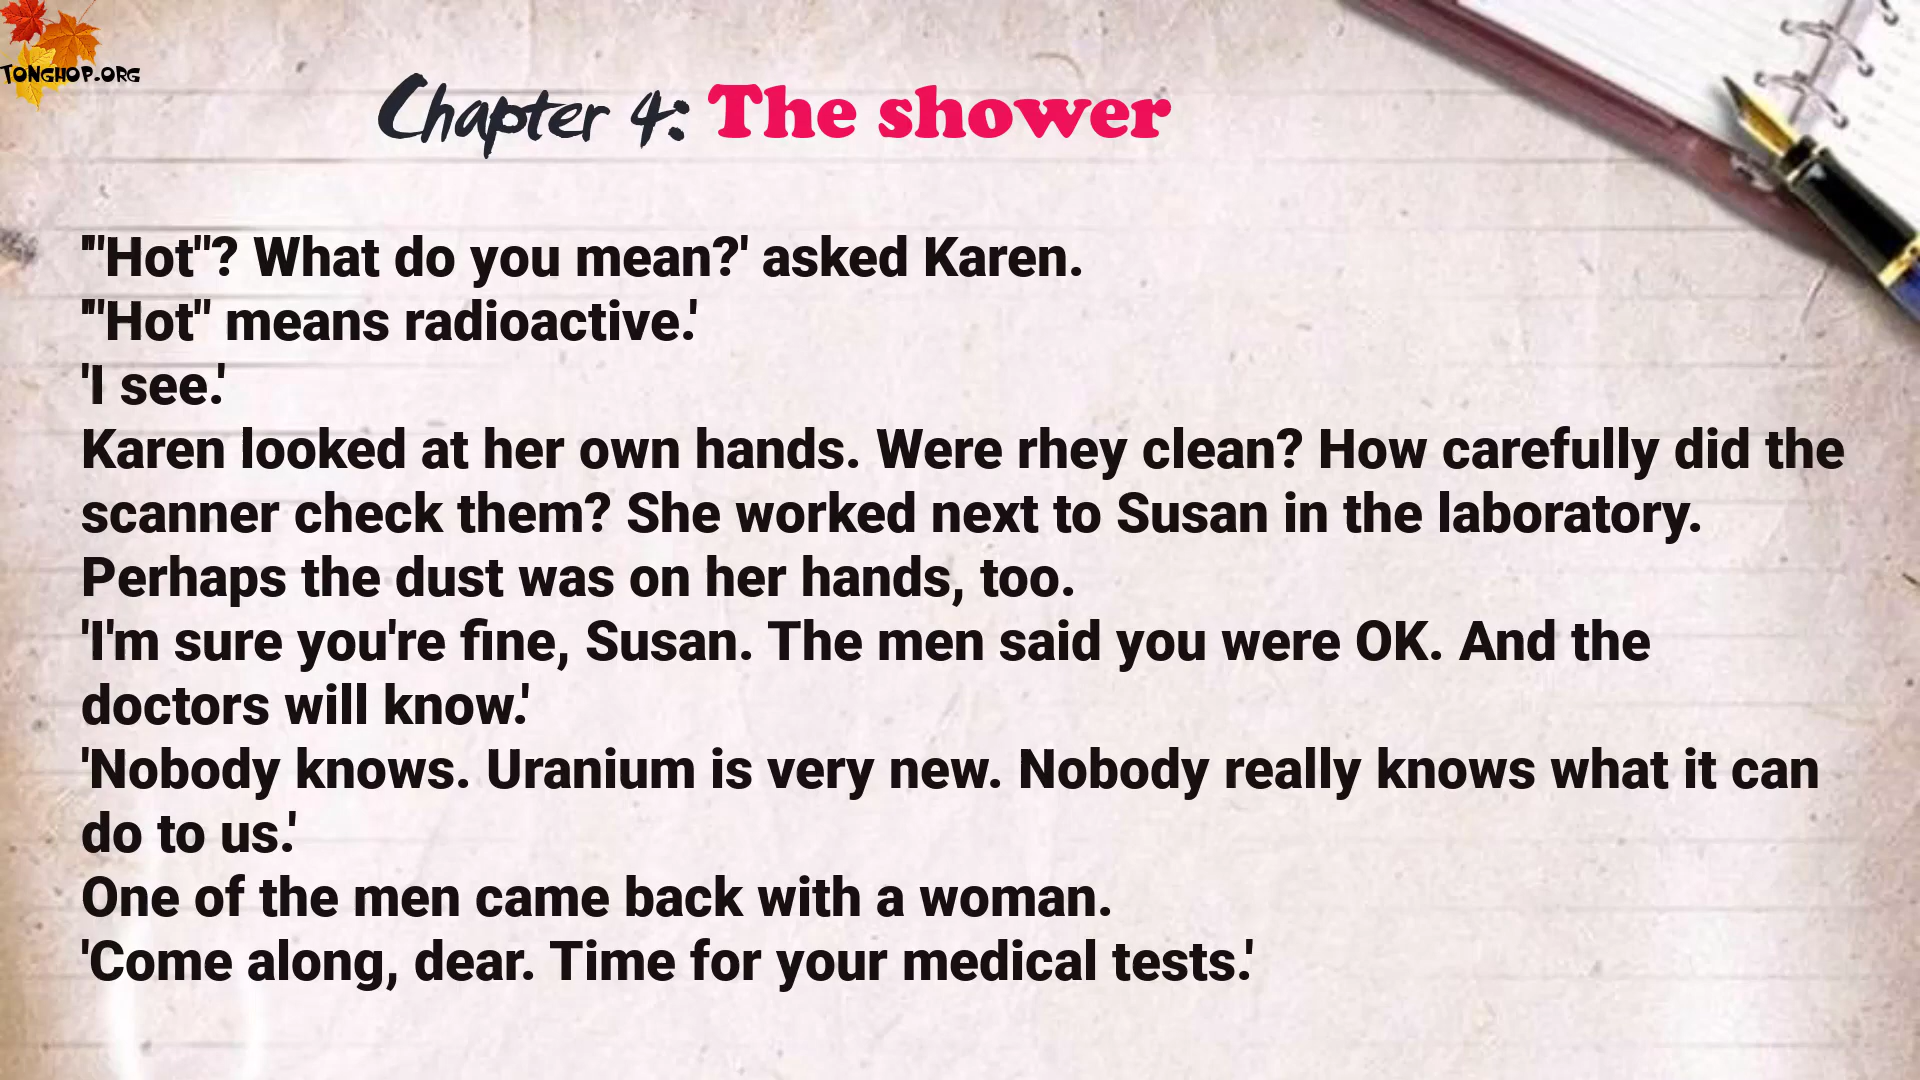 TONGHOP.ORG
Chapter 4: The shower
'"Hot"? What do you mean?' asked Karen.
'"Hot" means radioactive.'
'I see.'
Karen looked at her own hands. Were rhey clean? How carefully did the
scanner check them? She worked next to Susan in the laboratory.
Perhaps the dust was on her hands, too.
'I'm sure you're fine, Susan. The men said you were OK. And the
doctors will know.'
'Nobody knows. Uranium is very new. Nobody really knows what it can
do to us.'
One of the men came back with a woman.
'Come along, dear. Time for your medical tests.'